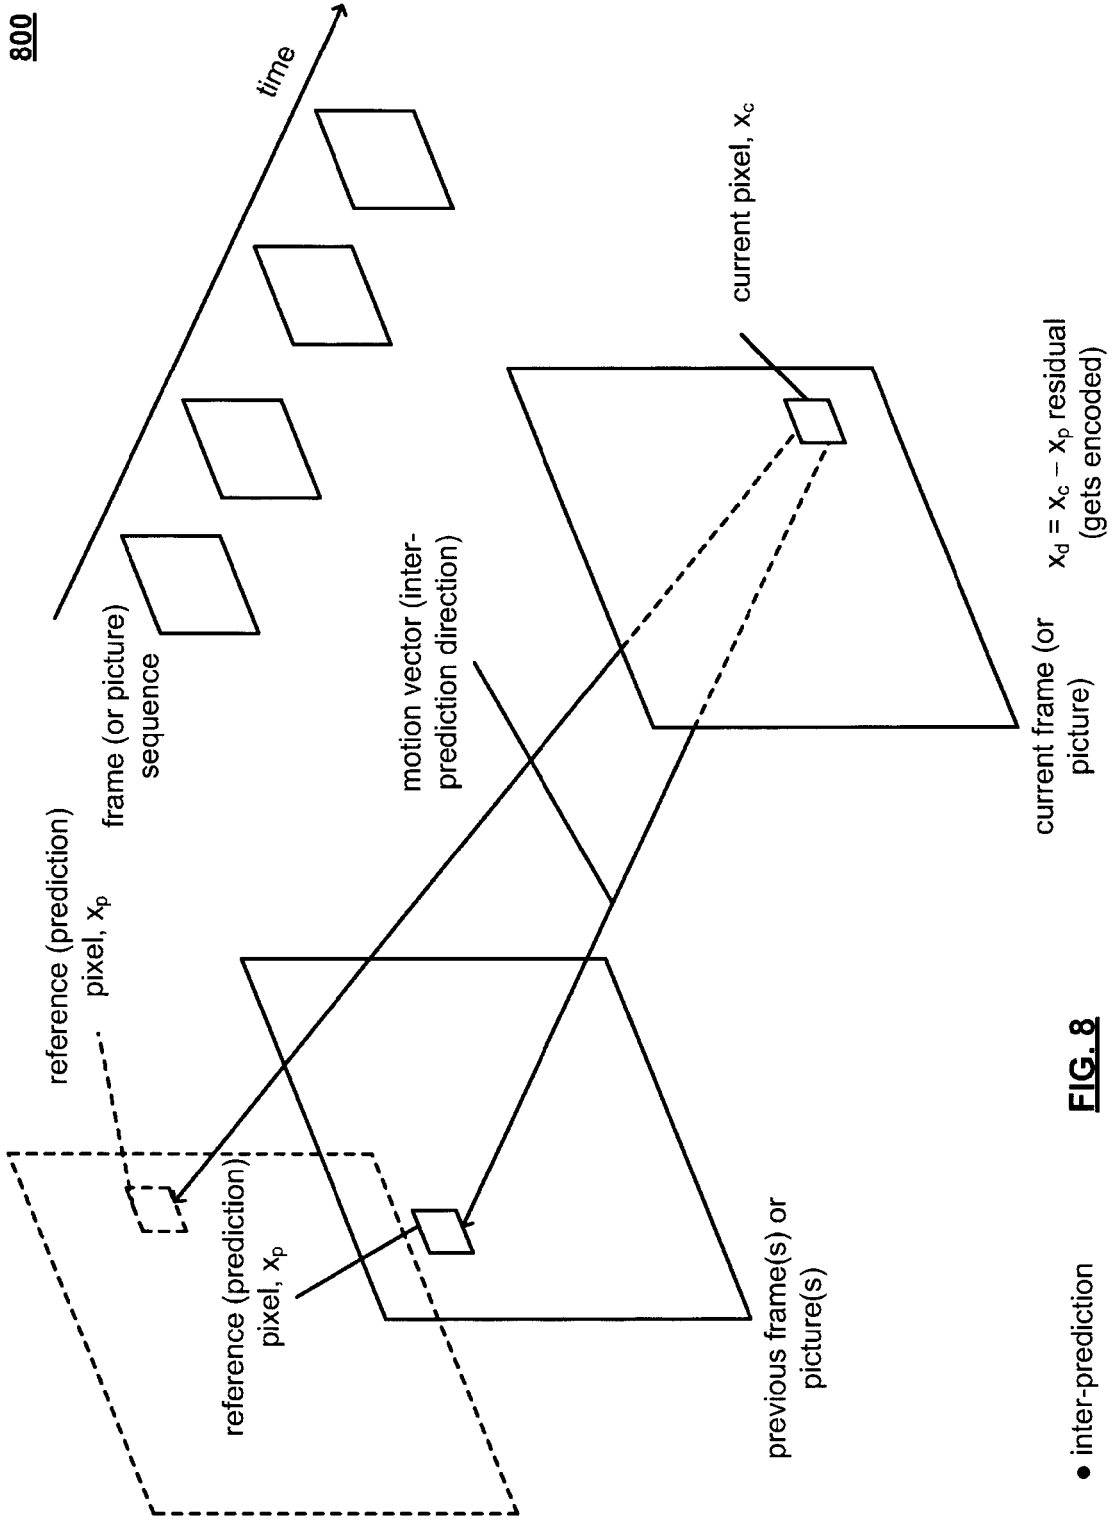 800
time
frame (or picture)
sequence
reference (prediction)
pixel, xp
reference (prediction)
pixel, xp
motion vector (inter-
prediction direction)
current pixel, xc
previous frame(s) or
picture(s)
current frame (or
picture)
xd = xc – xp residual
(gets encoded)
● inter-prediction
FIG. 8